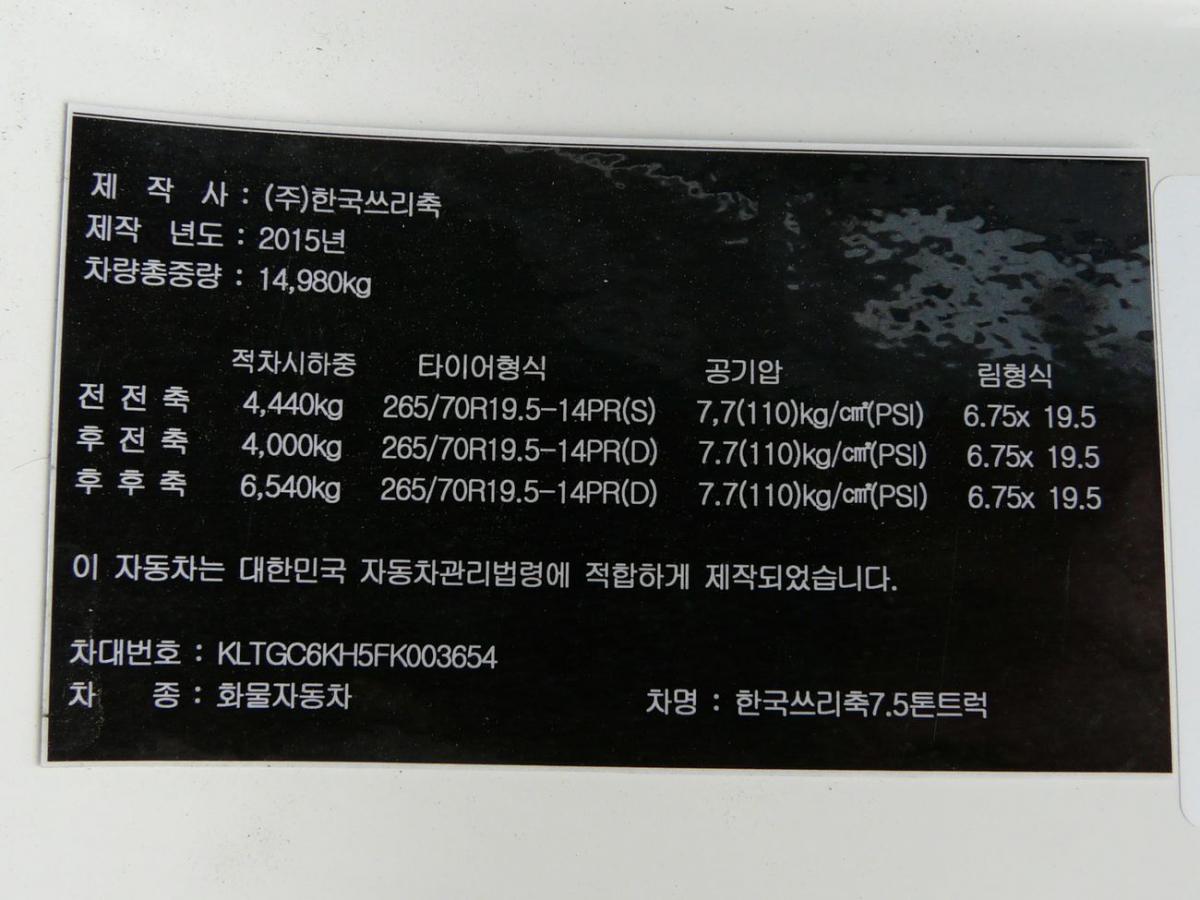 제 작 사 : (주)한국쓰리축
제작 년도 : 2015년
차량총중량 : 14,980kg
적차시하중 타이어형식 공기압 림형식
전 전 축 4,440kg 265/70R19.5-14PR(S) 7,7(110)kg/㎠(PSI) 6.75x 19.5
후 전 축 4,000kg 265/70R19.5-14PR(D) 7.7(110)kg/㎠(PSI) 6.75x 19.5
후 후 축 6,540kg 265/70R19.5-14PR(D) 7.7(110)kg/㎠(PSI) 6.75x 19.5
이 자동차는 대한민국 자동차관리법령에 적합하게 제작되었습니다.
차대번호 : KLTGC6KH5FK003654
차 종 : 화물자동차 차명 : 한국쓰리축7.5톤트럭